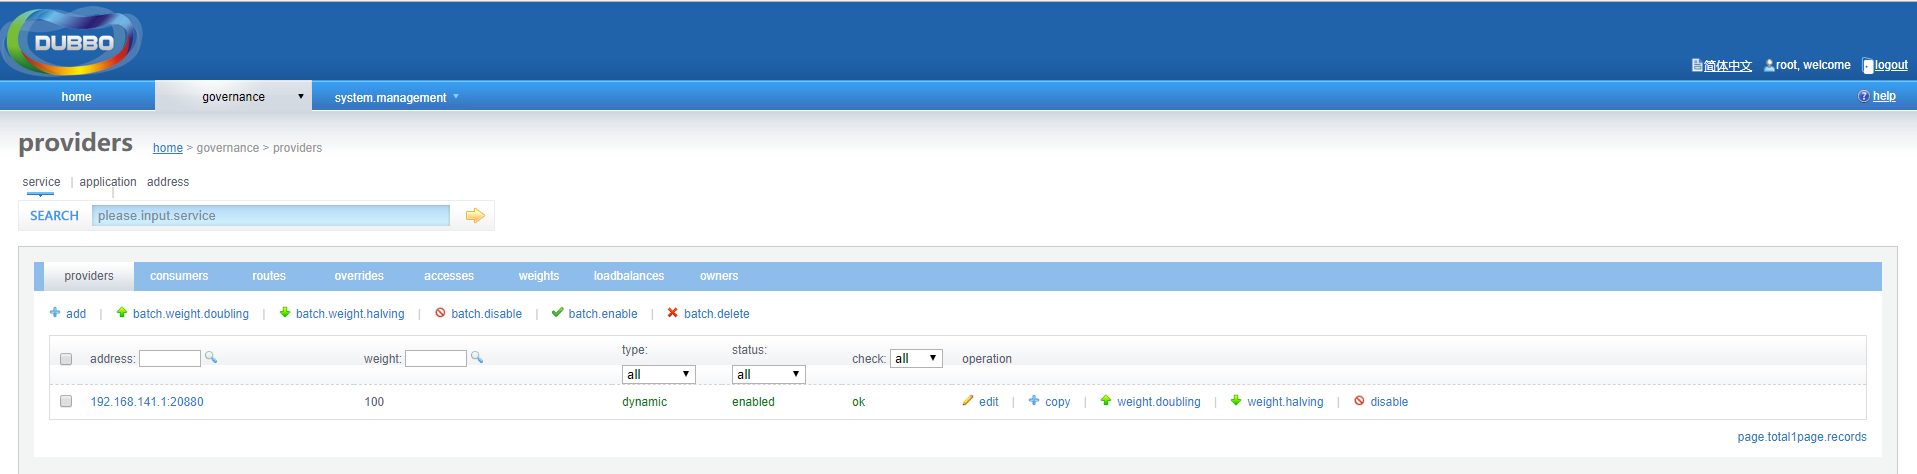 DUBBO
简体中文 root, welcome logout
home governance system.management help
providers home > governance > providers
service | application address
SEARCH please.input.service
providers consumers routes overrides accesses weights loadbalances owners
add | batch.weight.doubling | batch.weight.halving | batch.disable | batch.enable | batch.delete
address: weight: type: all status: all check: all operation
192.168.141.1:20880 100 dynamic enabled ok edit | copy | weight.doubling | weight.halving | disable
page.total1page.records